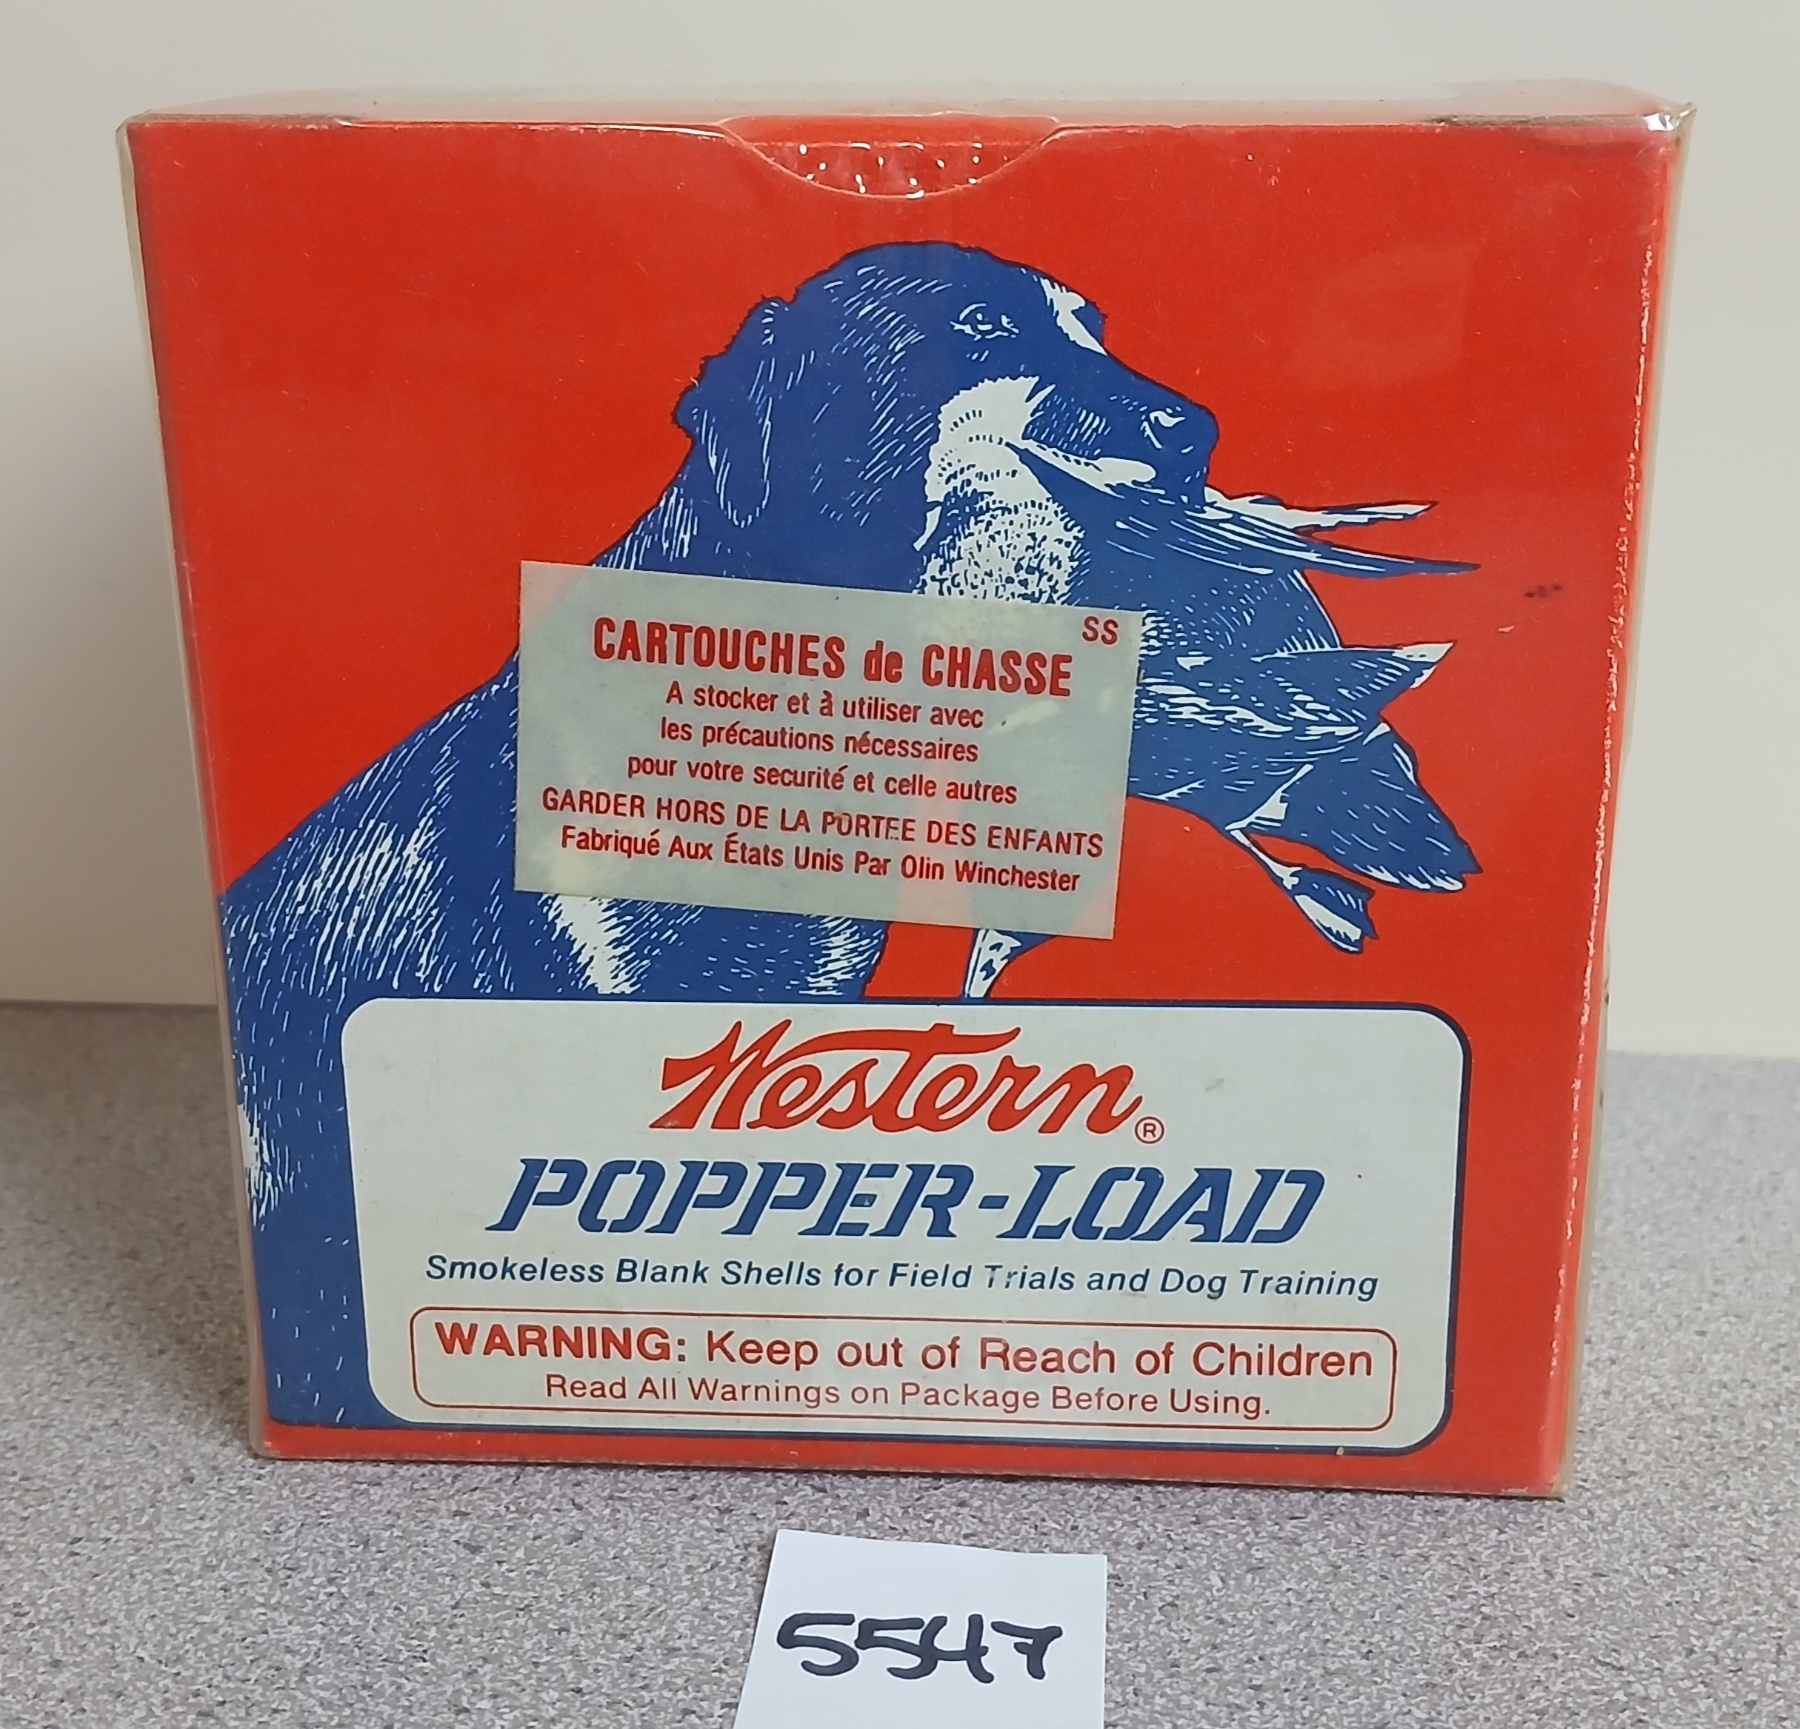 SS
CARTOUCHES de CHASSE
A stocker et à utiliser avec
les précautions nécessaires
pour votre securité et celle autres
GARDER HORS DE LA PORTEE DES ENFANTS
Fabriqué Aux États Unis Par Olin Winchester
Western®
POPPER-LOAD
Smokeless Blank Shells for Field Trials and Dog Training
WARNING: Keep out of Reach of Children
Read All Warnings on Package Before Using.
5547